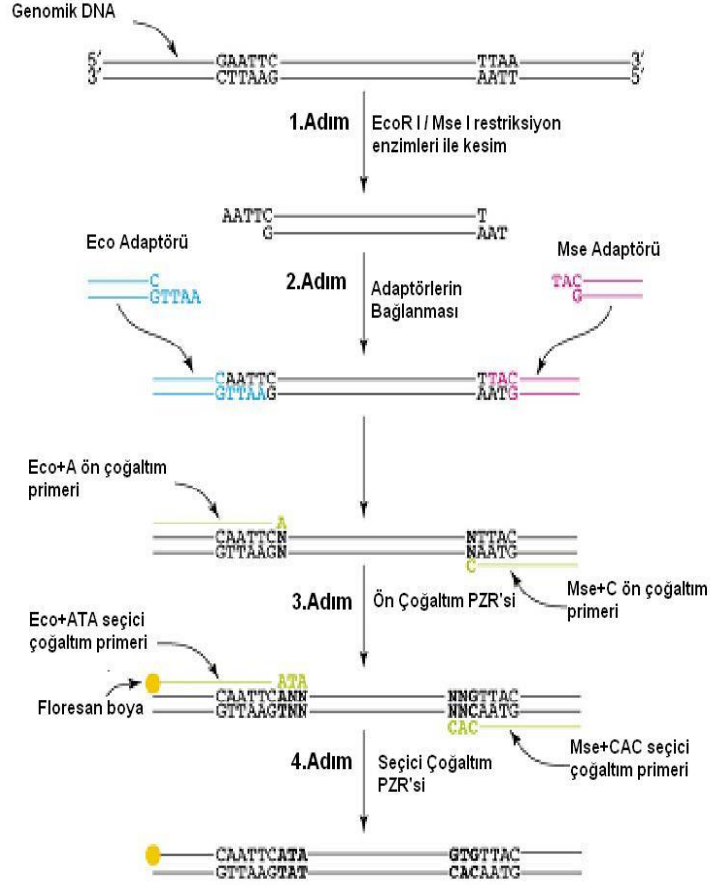 Genomik DNA
5′ GAATTC TTAA 3′
3′ CTTAAG AATT 5′
1.Adım
EcoR I / Mse I restriksiyon
enzimleri ile kesim
AATTC T
G AAT
Eco Adaptörü
Mse Adaptörü
C
GTTAA
2.Adım
Adaptörlerin
Bağlanması
TAC
G
CAATTC TTAC
GTTAAG AATG
Eco+A ön çoğaltım
primeri
A
CAATTCN NTTAC
GTTAAGN NAATG
C
3.Adım
Ön Çoğaltım PZR'si
Mse+C ön çoğaltım
primeri
Eco+ATA seçici
çoğaltım primeri
ATA
CAATTCANN NNGTTAC
GTTAAGTNN NNCAATG
CAC
Floresan boya
4.Adım
Seçici Çoğaltım
PZR'si
Mse+CAC seçici
çoğaltım primeri
CAATTCATA GTGTTAC
GTTAAGTAT CACAATG